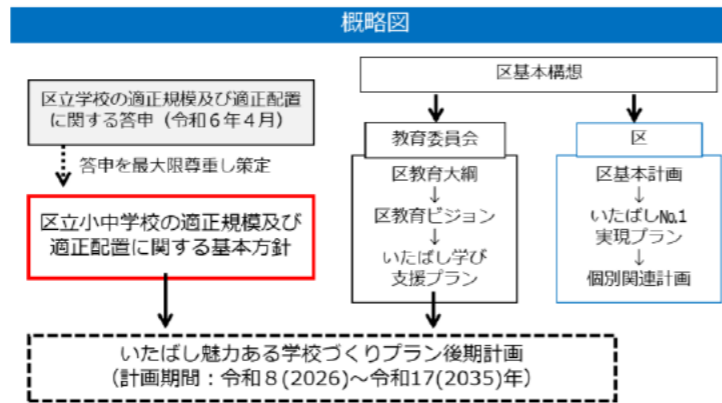 概略図
区立学校の適正規模及び適正配置
に関する答申（令和６年４月）
答申を最大限尊重し策定
区立小中学校の適正規模及び
適正配置に関する基本方針
区基本構想
教育委員会
区教育大綱
↓
区教育ビジョン
↓
いたばし学び
支援プラン
区
区基本計画
↓
いたばし№1
実現プラン
↓
個別関連計画
いたばし魅力ある学校づくりプラン後期計画
（計画期間：令和８(2026)～令和17(2035)年）